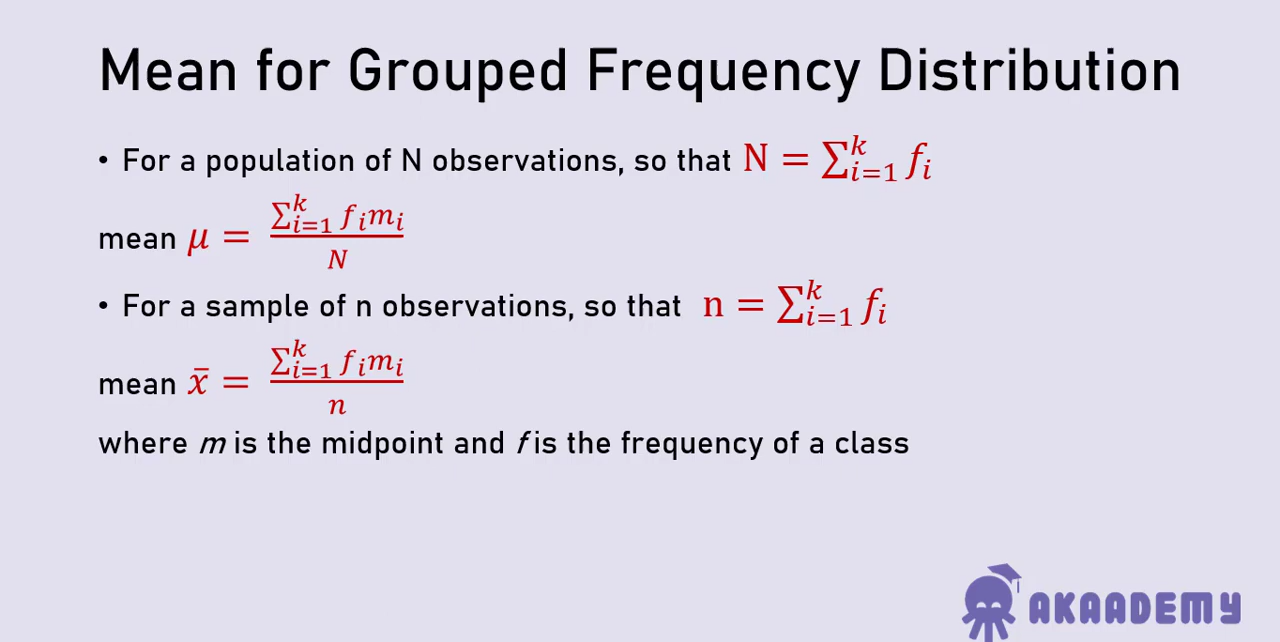 Mean for Grouped Frequency Distribution
• For a population of N observations, so that N = ∑ᵏᵢ₌₁ fᵢ
mean μ = (∑ᵏᵢ₌₁ fᵢmᵢ) / N
• For a sample of n observations, so that n = ∑ᵏᵢ₌₁ fᵢ
mean x̄ = (∑ᵏᵢ₌₁ fᵢmᵢ) / n
where m is the midpoint and f is the frequency of a class
AKAADEMY